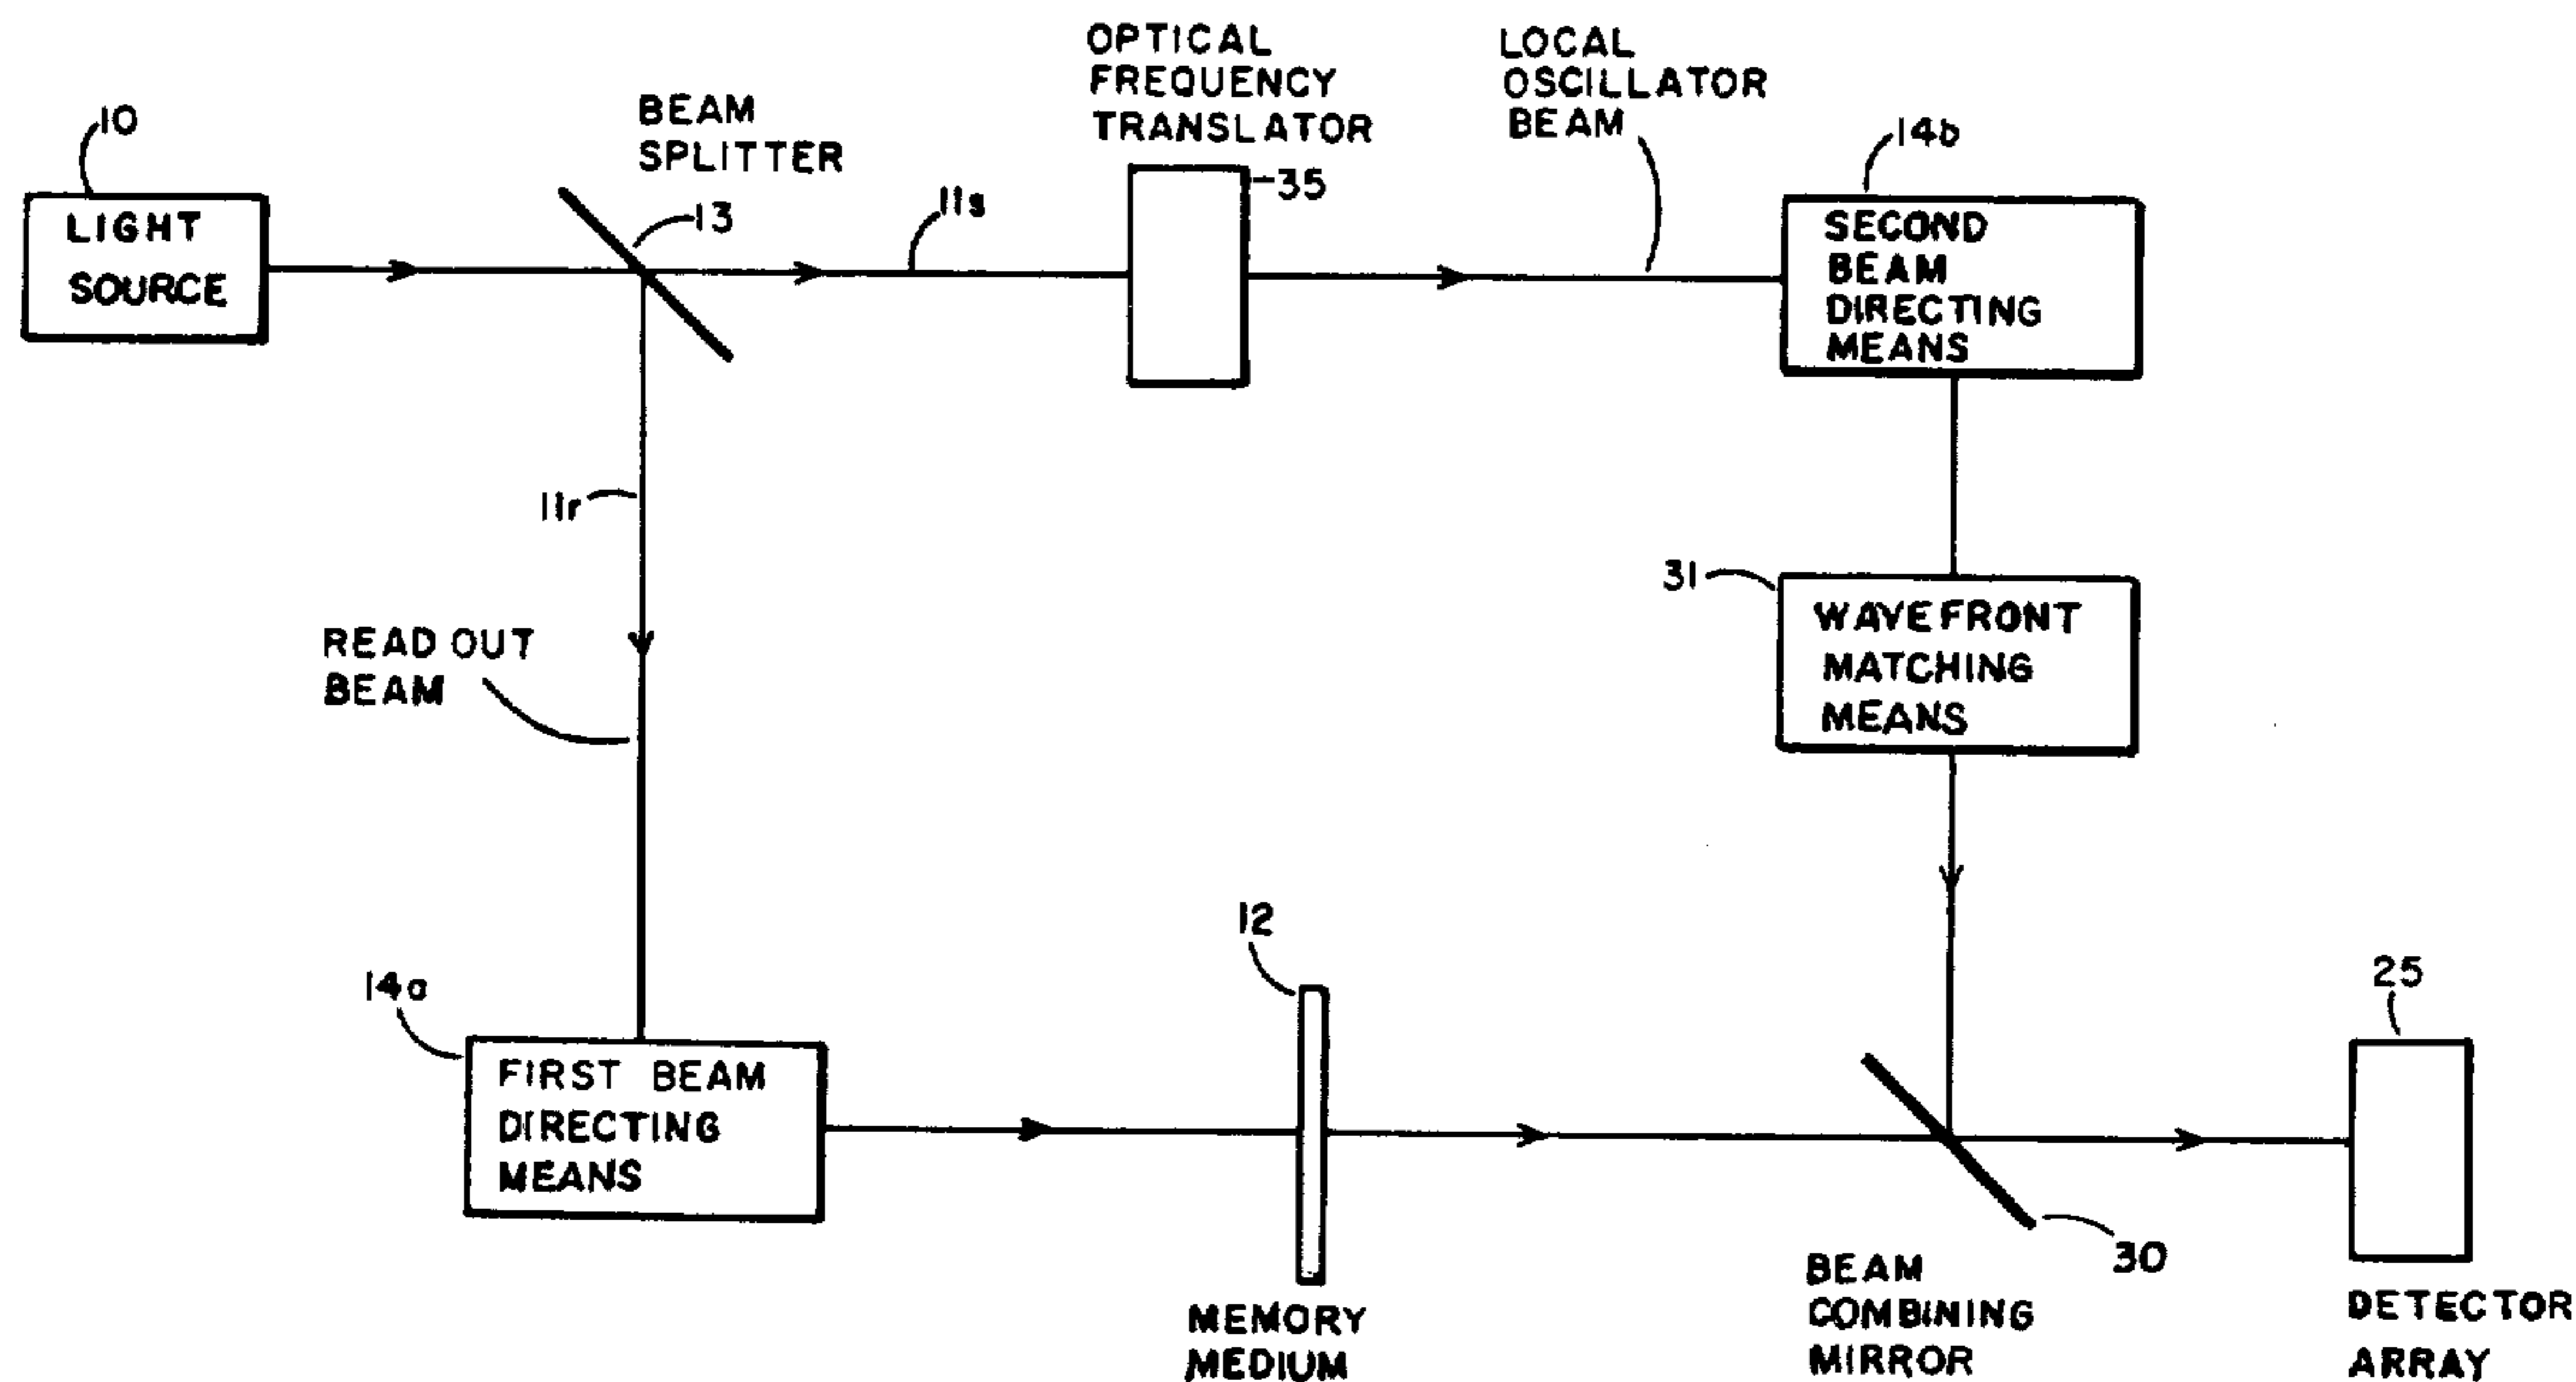 10
LIGHT
SOURCE
BEAM
SPLITTER
13
11s
OPTICAL
FREQUENCY
TRANSLATOR
35
LOCAL
OSCILLATOR
BEAM
14b
SECOND
BEAM
DIRECTING
MEANS
11r
READ OUT
BEAM
31
WAVEFRONT
MATCHING
MEANS
14a
FIRST BEAM
DIRECTING
MEANS
12
MEMORY
MEDIUM
30
BEAM
COMBINING
MIRROR
25
DETECTOR
ARRAY